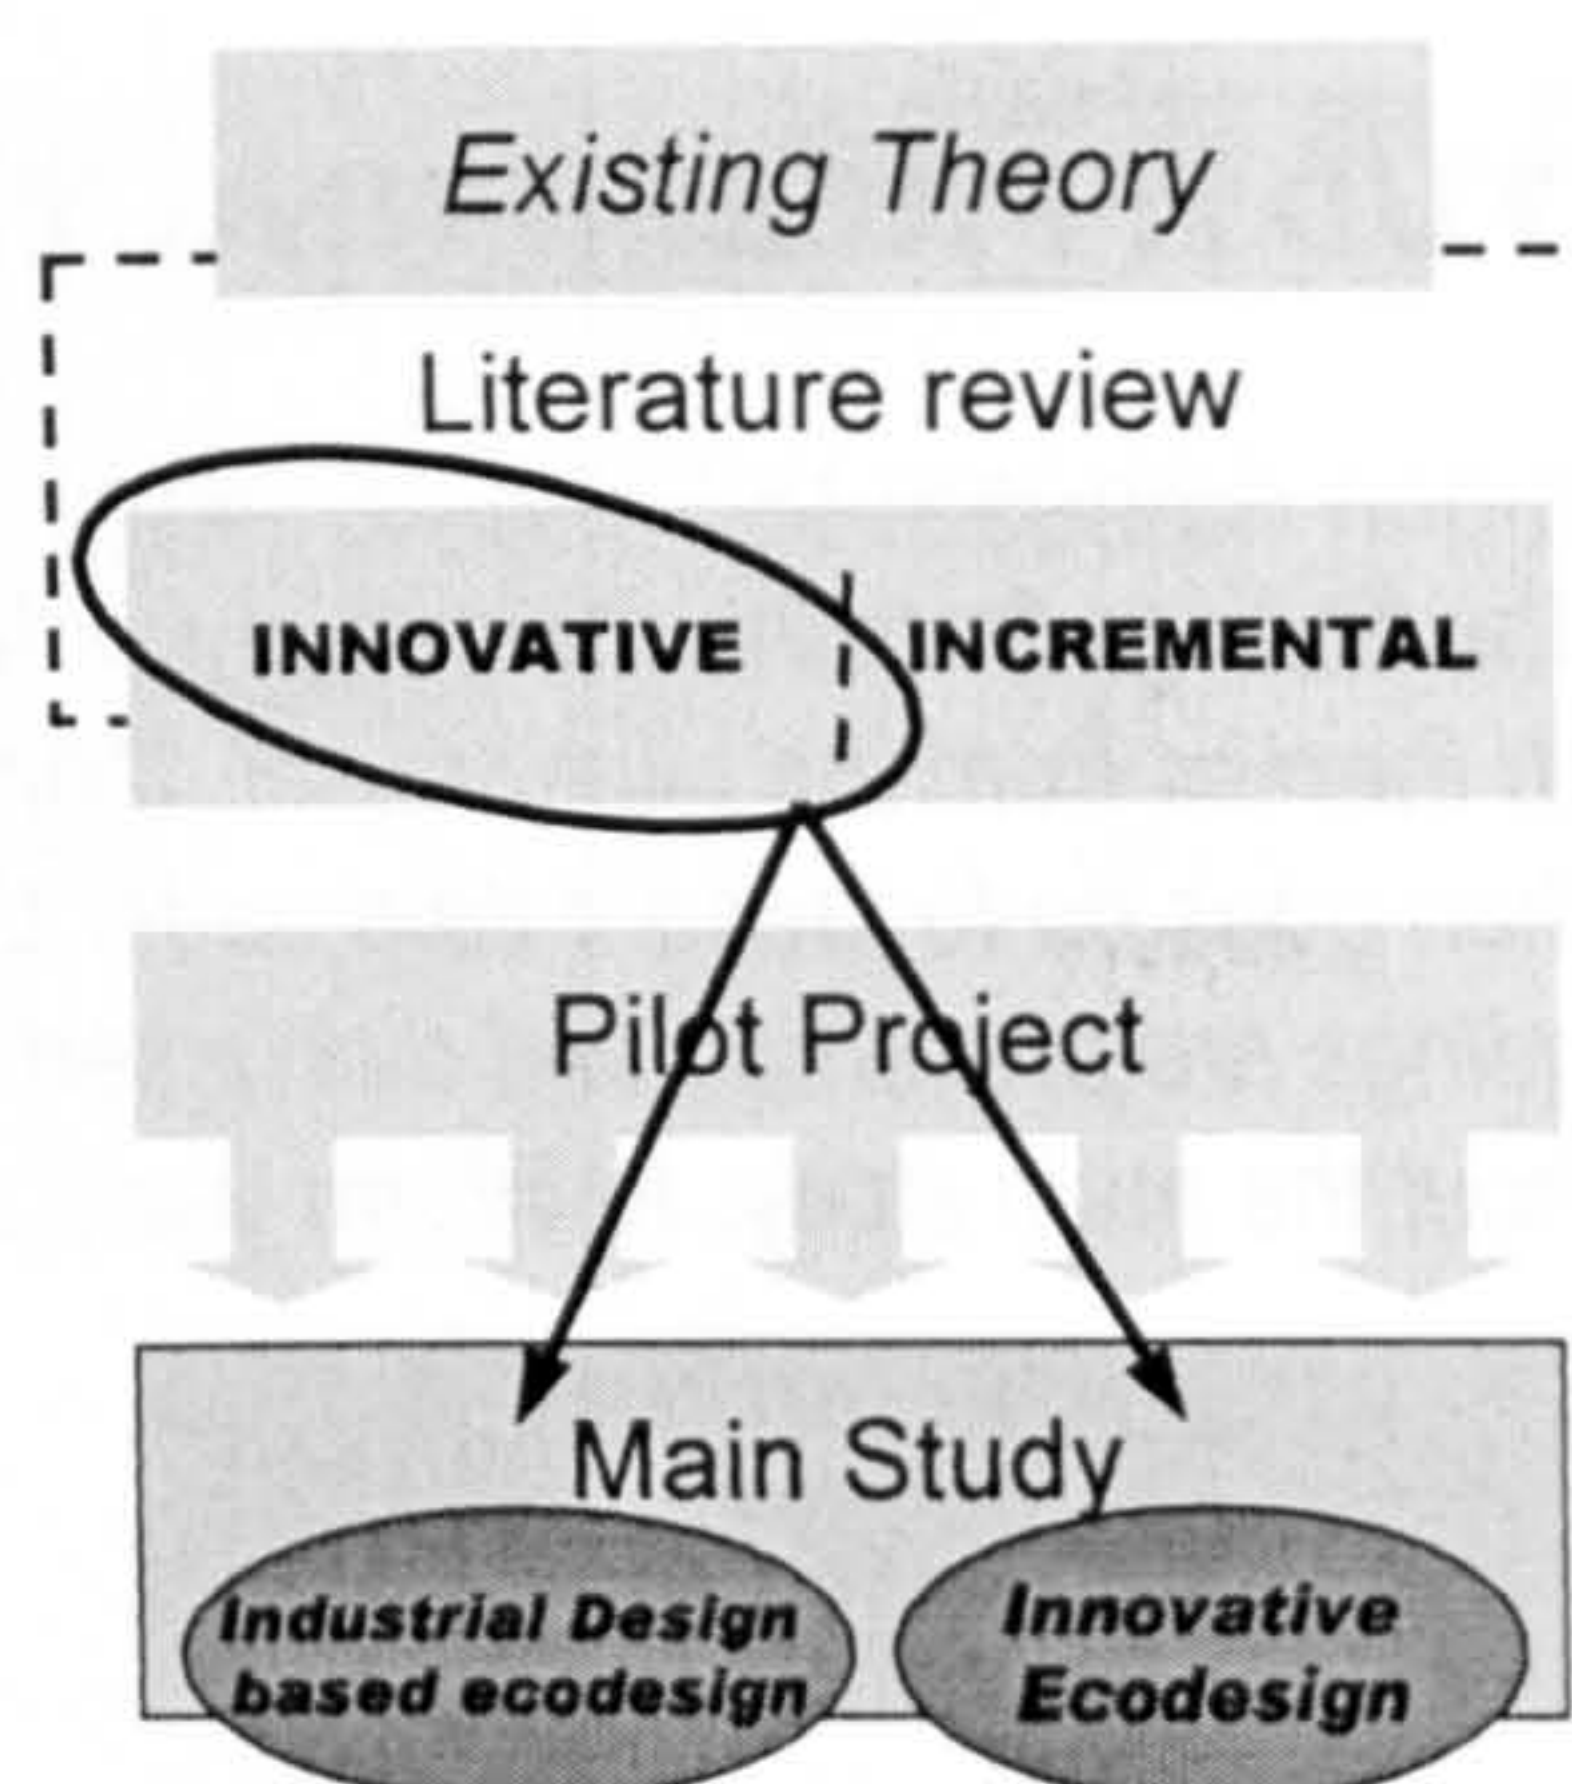 Existing Theory
Literature review
INNOVATIVE
INCREMENTAL
Pilot Project
Main Study
Industrial Design
based ecodesign
Innovative
Ecodesign